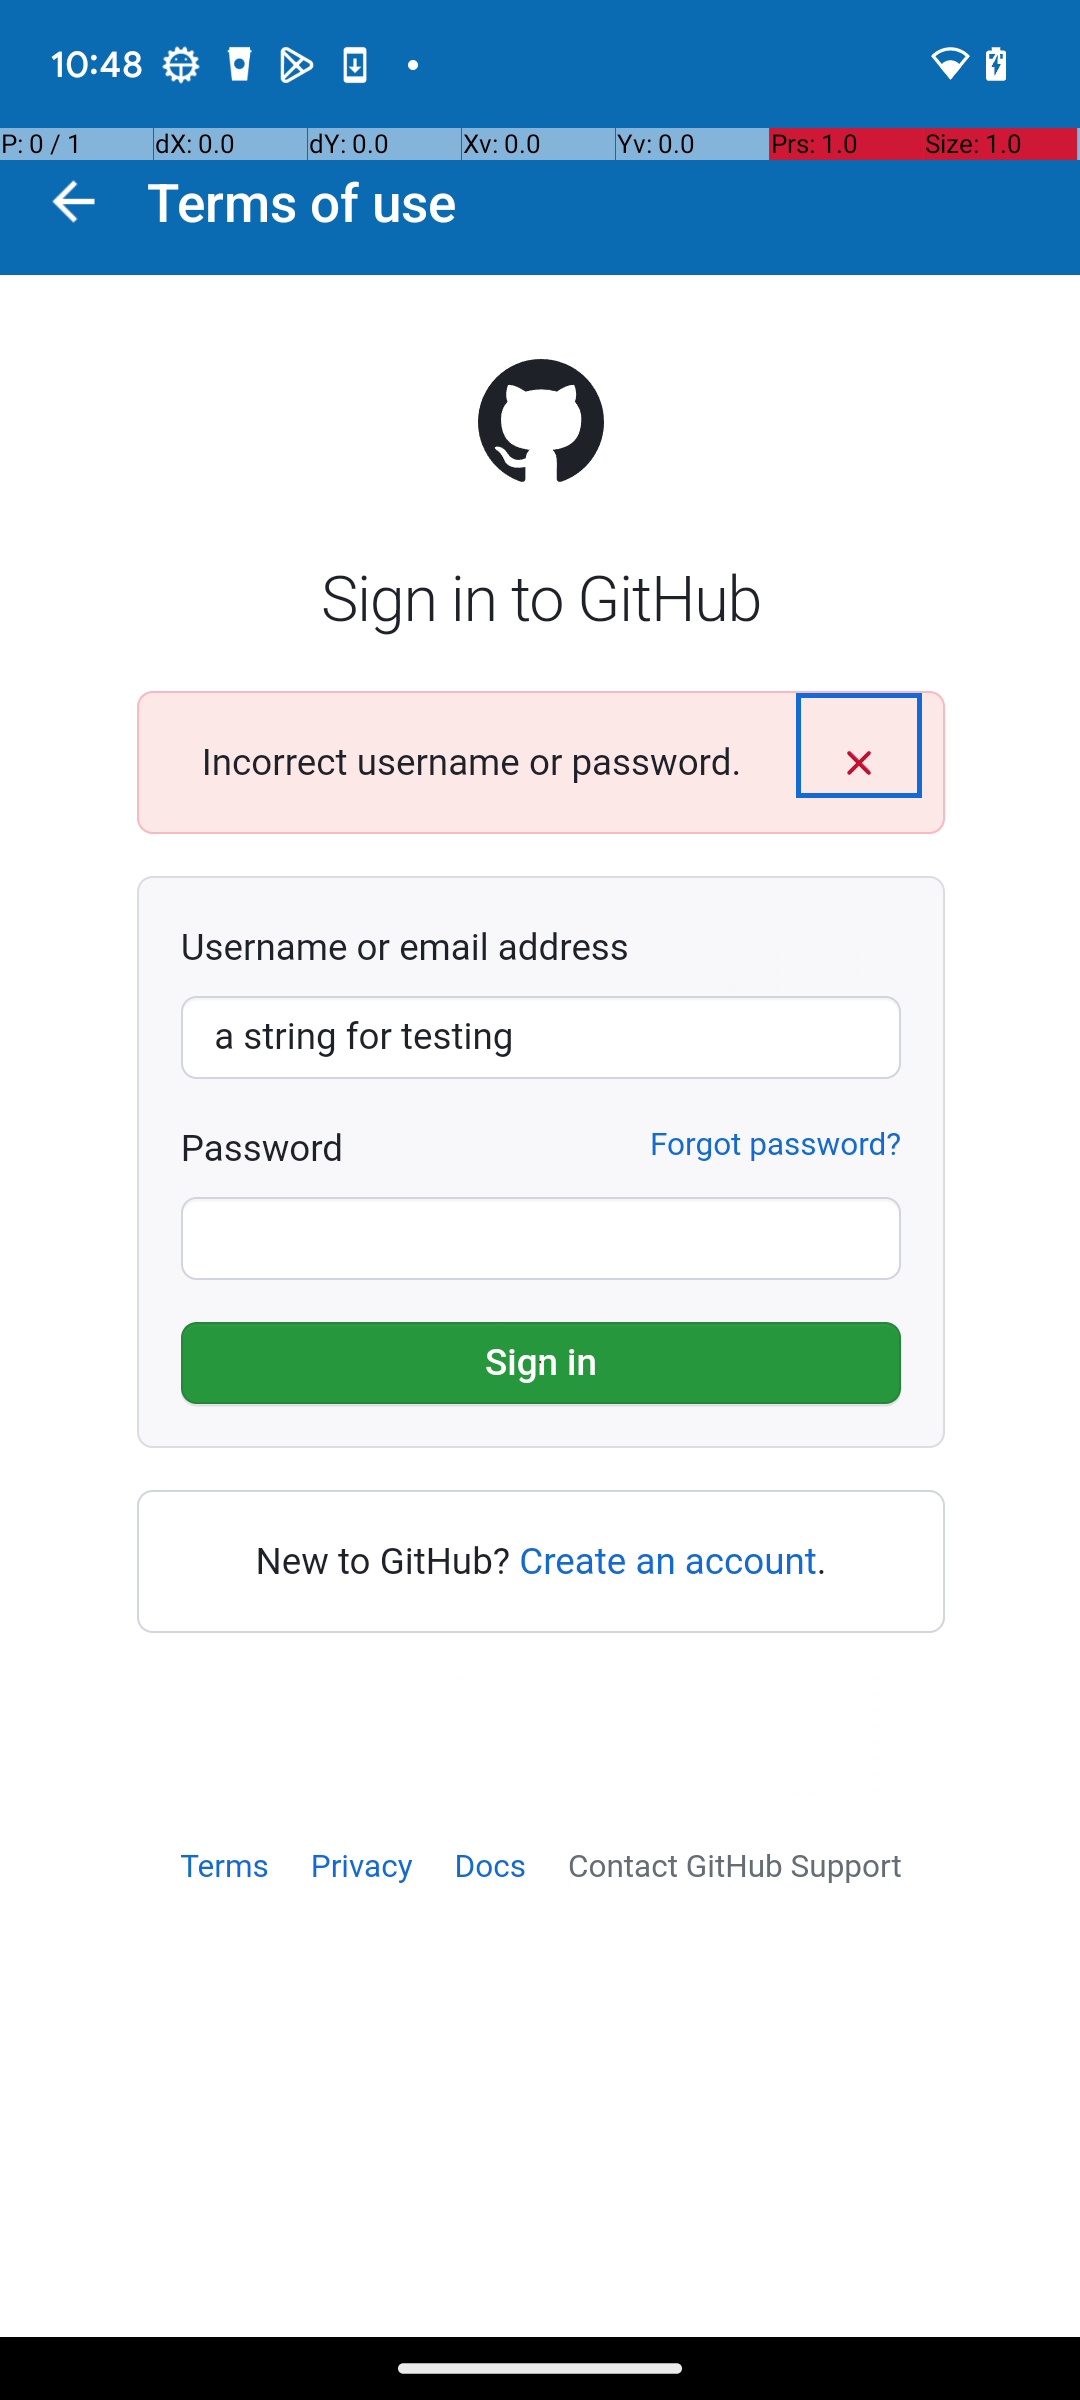 10:48
P: 0 / 1 dX: 0.0 dY: 0.0 Xv: 0.0 Yv: 0.0 Prs: 1.0 Size: 1.0
Terms of use
Sign in to GitHub
Incorrect username or password.
Username or email address
a string for testing
Password Forgot password?
Sign in
New to GitHub? Create an account.
Terms Privacy Docs Contact GitHub Support